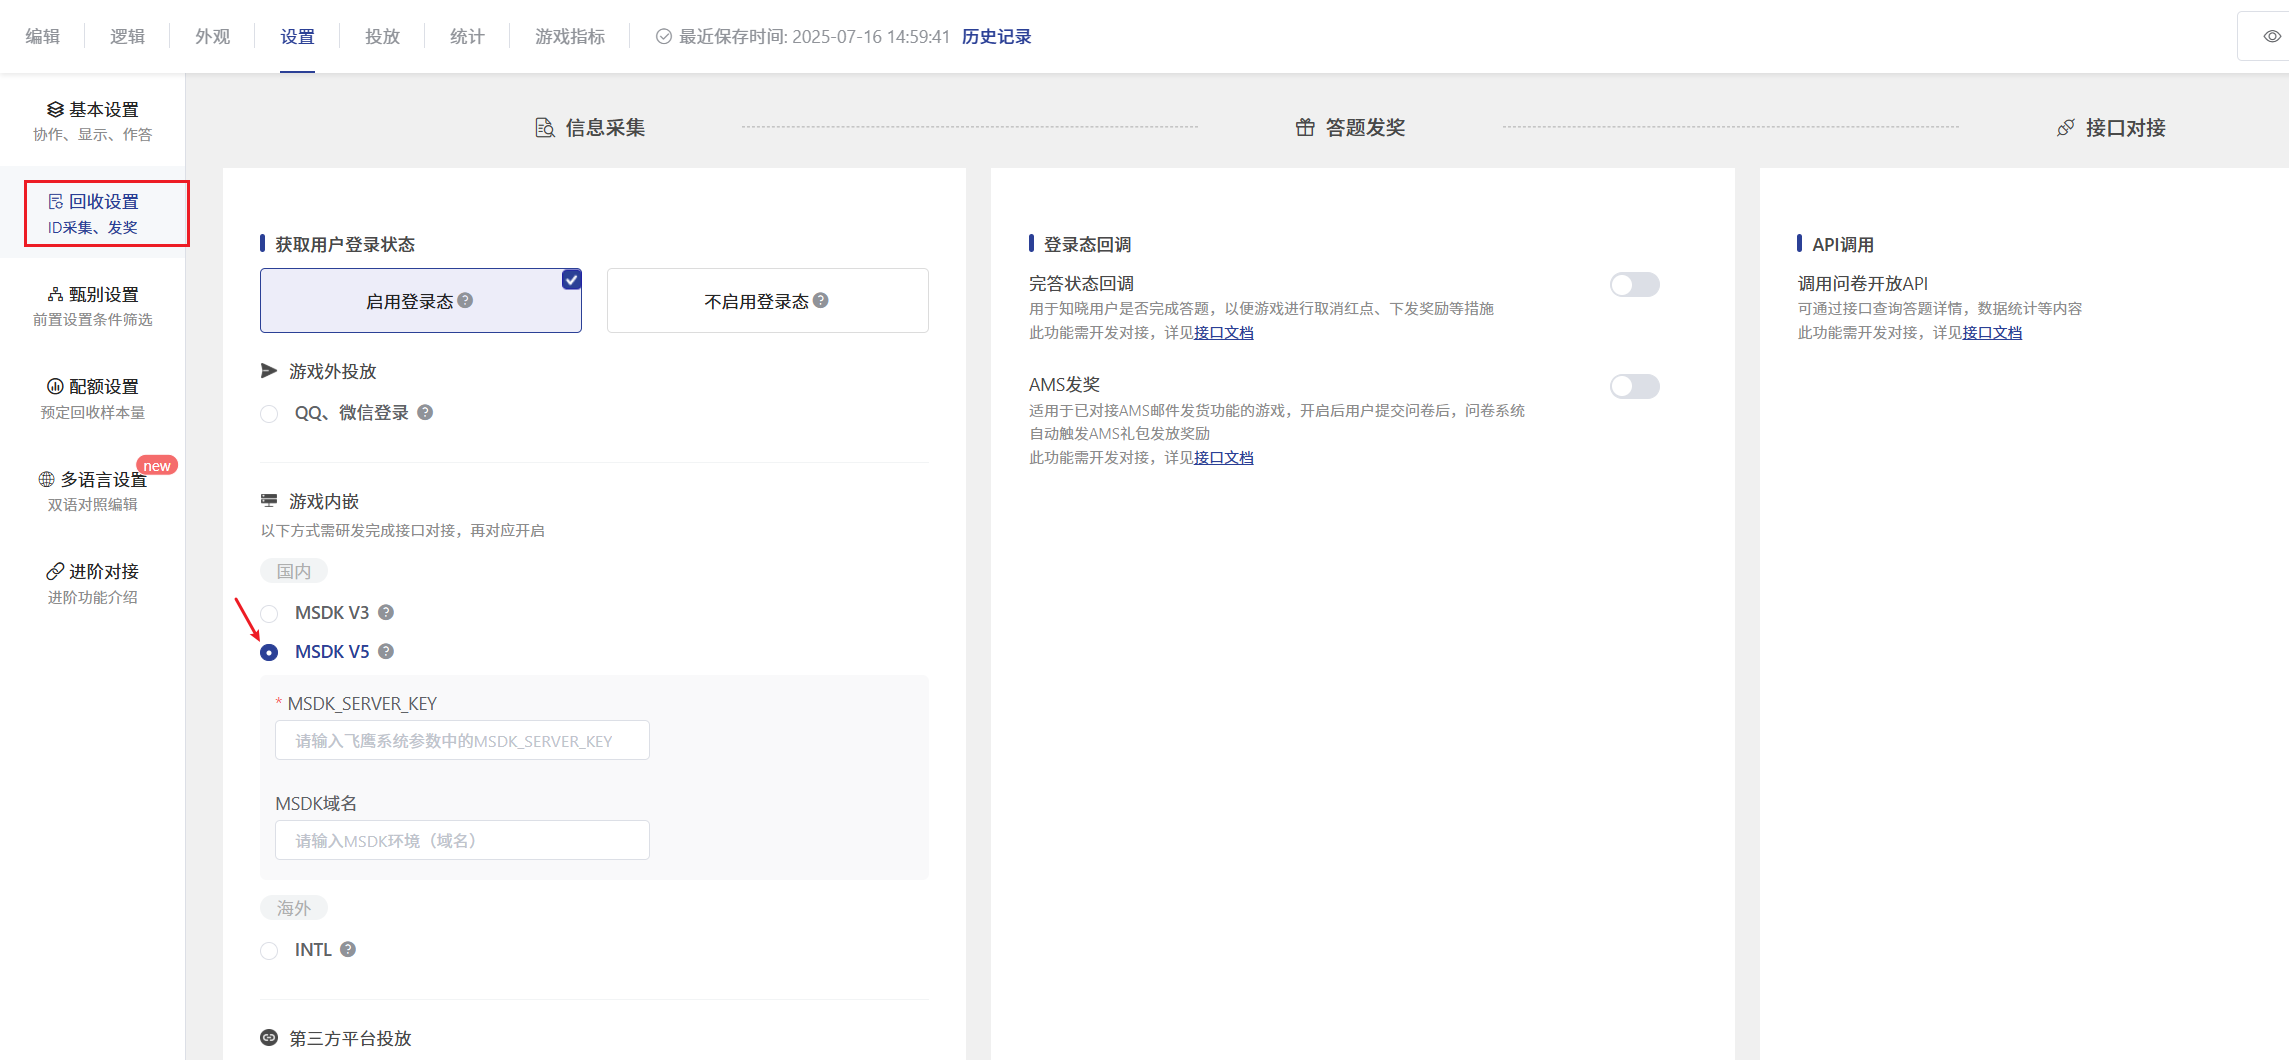 编辑
逻辑
外观
设置
投放
统计
游戏指标
最近保存时间: 2025-07-16 14:59:41 历史记录
基本设置
协作、显示、作答
回收设置
ID采集、发奖
甄别设置
前置设置条件筛选
配额设置
预定回收样本量
new
多语言设置
双语对照编辑
进阶对接
进阶功能介绍
信息采集
答题发奖
接口对接
获取用户登录状态
启用登录态
不启用登录态
游戏外投放
QQ、微信登录
游戏内嵌
以下方式需研发完成接口对接，再对应开启
国内
MSDK V3
MSDK V5
* MSDK_SERVER_KEY
请输入飞鹰系统参数中的MSDK_SERVER_KEY
MSDK域名
请输入MSDK环境（域名）
海外
INTL
第三方平台投放
登录态回调
完答状态回调
用于知晓用户是否完成答题，以便游戏进行取消红点、下发奖励等措施
此功能需开发对接，详见接口文档
AMS发奖
适用于已对接AMS邮件发货功能的游戏，开启后用户提交问卷后，问卷系统
自动触发AMS礼包发放奖励
此功能需开发对接，详见接口文档
API调用
调用问卷开放API
可通过接口查询答题详情，数据统计等内容
此功能需开发对接，详见接口文档